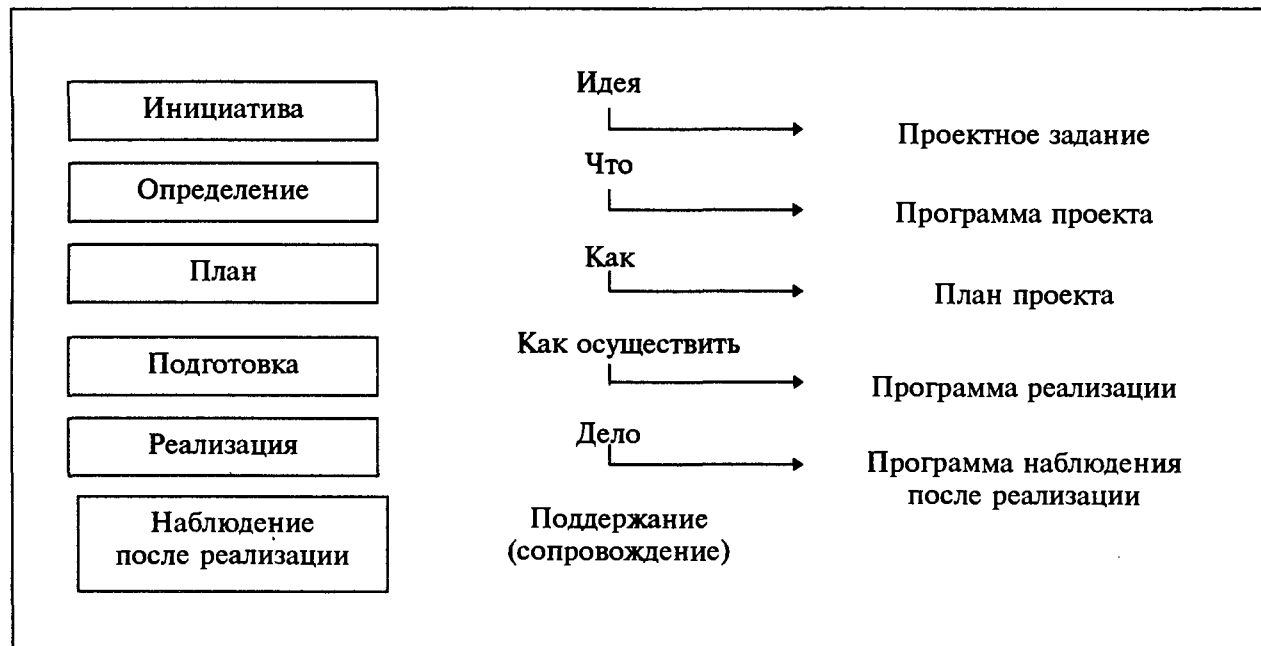 Инициатива
Идея
Проектное задание
Определение
Что
Программа проекта
План
Как
План проекта
Подготовка
Как осуществить
Программа реализации
Реализация
Дело
Программа наблюдения
после реализации
Наблюдение
после реализации
Поддержание
(сопровождение)